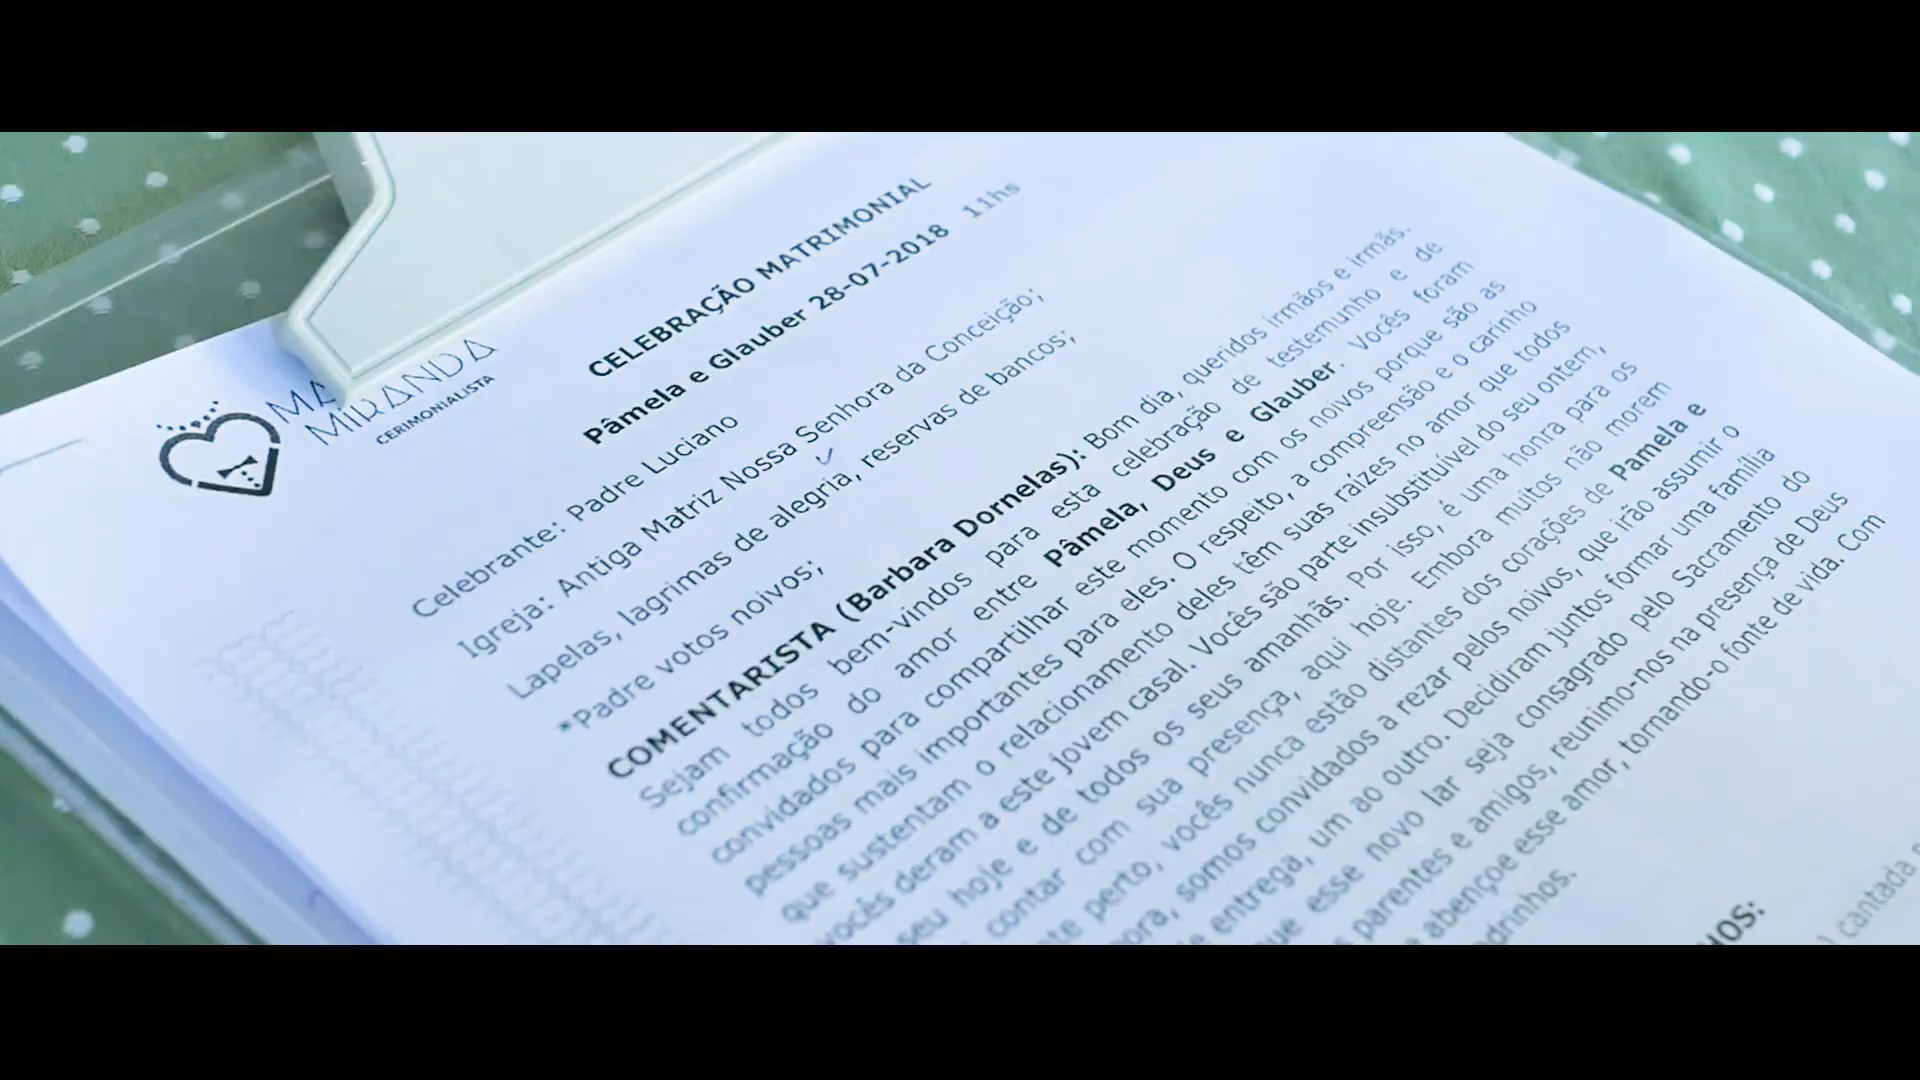 MIRANDA
CERIMONIALISTA
CELEBRAÇÃO MATRIMONIAL
Pâmela e Glauber 28-07-2018 11hs
Celebrante: Padre Luciano
Igreja: Antiga Matriz Nossa Senhora da Conceição;
Lapelas, lagrimas de alegria, reservas de bancos;
*Padre votos noivos;
COMENTARISTA (Barbara Dornelas): Bom dia, queridos irmãos e irmãs.
Sejam todos bem-vindos para esta celebração de testemunho e de
confirmação do amor entre Pâmela, Deus e Glauber. Vocês foram
convidados para compartilhar este momento com os noivos porque são as
pessoas mais importantes para eles. O respeito, a compreensão e o carinho
que sustentam o relacionamento deles têm suas raízes no amor que todos
vocês deram a este jovem casal. Vocês são parte insubstituível do seu ontem,
seu hoje e de todos os seus amanhãs. Por isso, é uma honra para os
contar com sua presença, aqui hoje. Embora muitos não morem
perto, vocês nunca estão distantes dos corações de Pamela e
somos convidados a rezar pelos noivos, que irão assumir o
entrega, um ao outro. Decidiram juntos formar uma família
esse novo lar seja consagrado pelo Sacramento do
parentes e amigos, reunimo-nos na presença de Deus
abençoe esse amor, tornando-o fonte de vida. Com
cantada